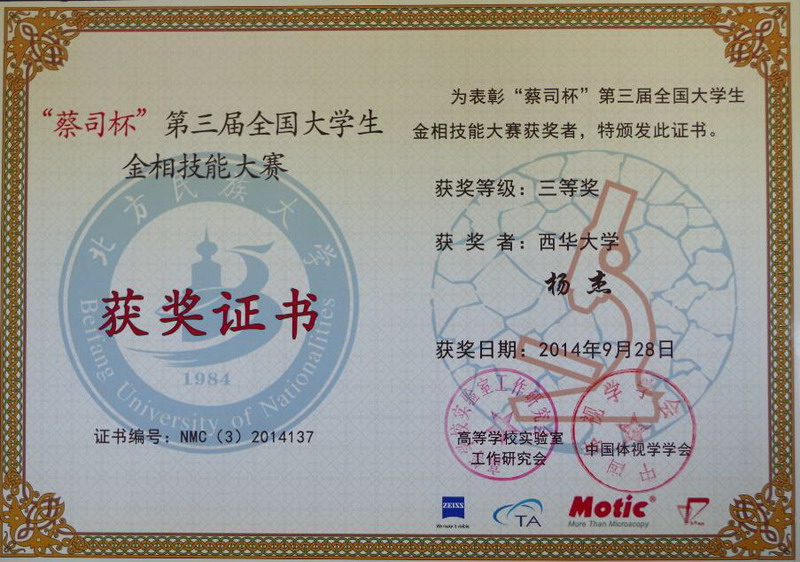 “蔡司杯”第三届全国大学生
金相技能大赛
北方民族大学
获奖证书
1984
Beifang University of Nationalities
证书编号：NMC（3）2014137
为表彰“蔡司杯”第三届全国大学生
金相技能大赛获奖者，特颁发此证书。
获奖等级：三等奖
获 奖 者：西华大学
杨 杰
获奖日期：2014年9月28日
高等学校实验室
工作研究会
中国体视学学会
ZEISS
We make it visible.
CTA
Motic®
More Than Microscopy